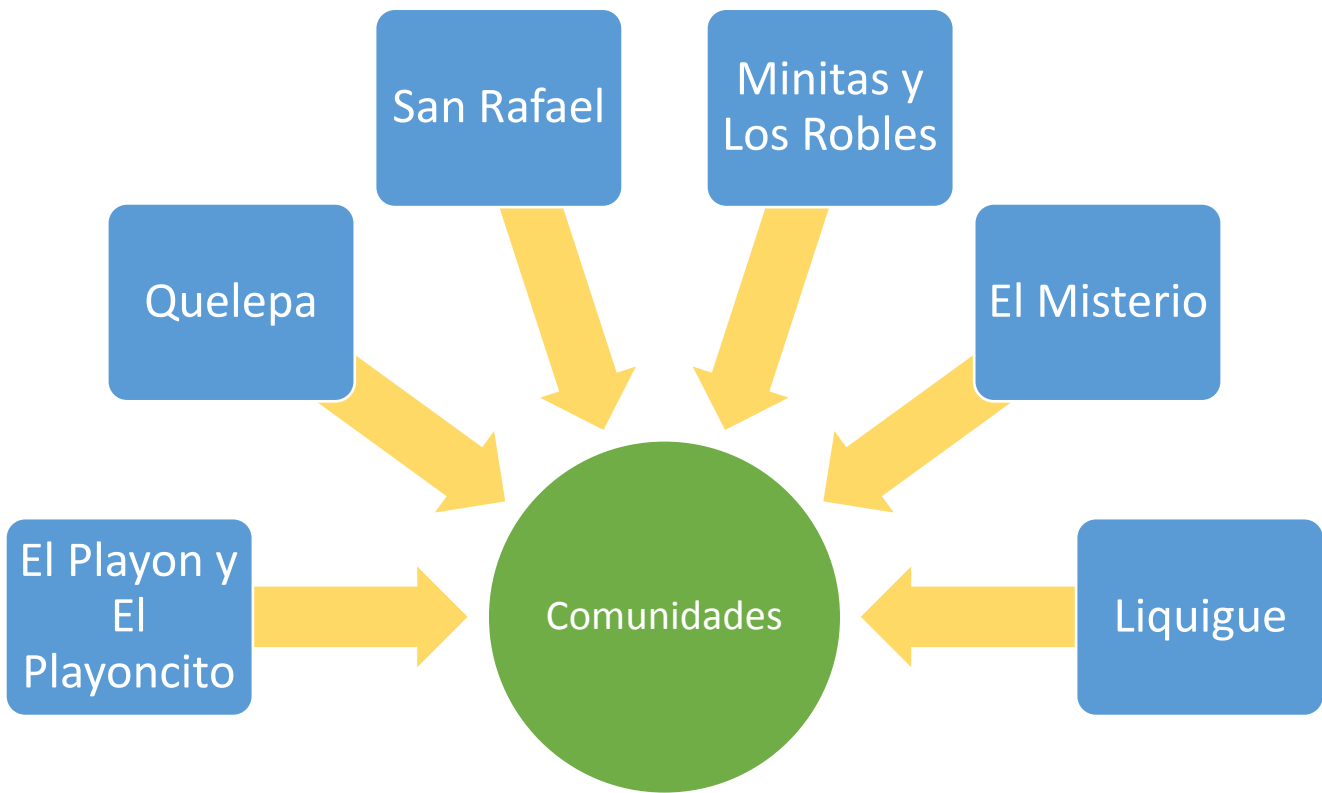 San Rafael
Minitas y
Los Robles
Quelepa
El Misterio
El Playon y
El
Playoncito
Comunidades
Liquigue